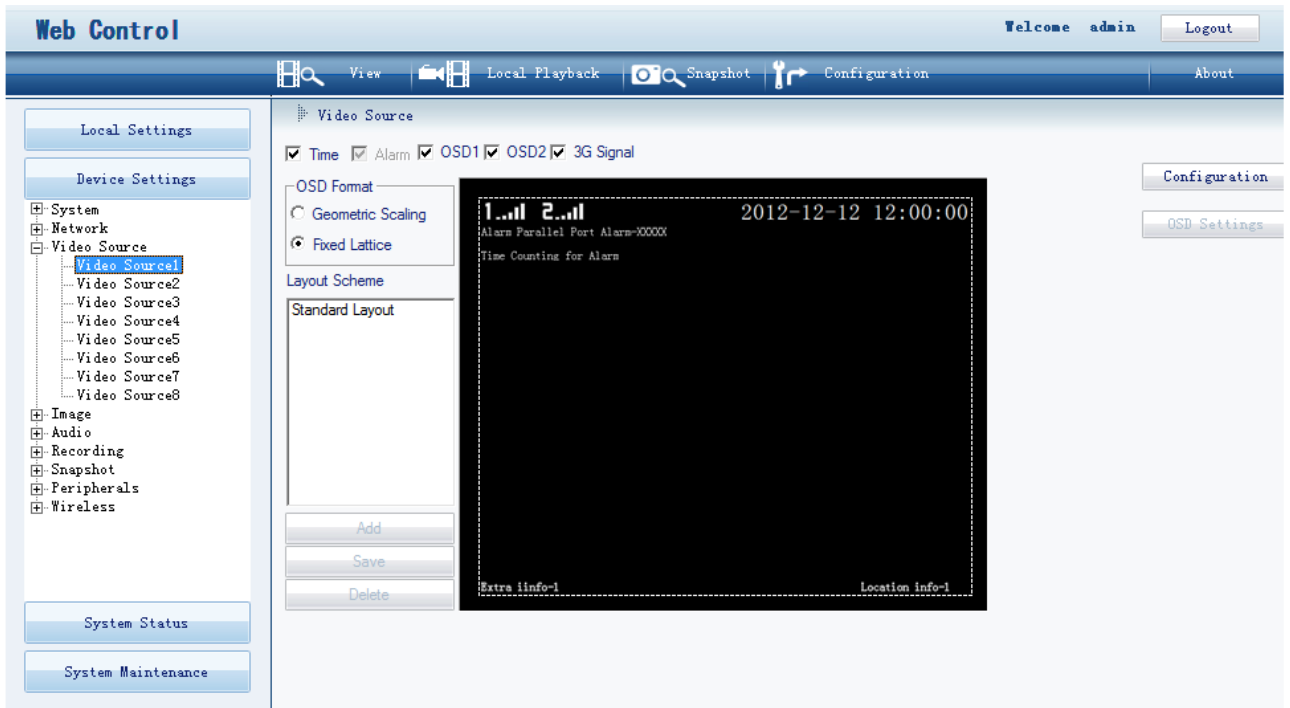 Web Control
Welcome admin Logout
View Local Playback Snapshot Configuration About
Local Settings
Device Settings
System
Network
Video Source
Video Source1
Video Source2
Video Source3
Video Source4
Video Source5
Video Source6
Video Source7
Video Source8
Image
Audio
Recording
Snapshot
Peripherals
Wireless
System Status
System Maintenance
Video Source
Time Alarm OSD1 OSD2 3G Signal
OSD Format
Geometric Scaling
Fixed Lattice
Layout Scheme
Standard Layout
Add
Save
Delete
1 2 2012-12-12 12:00:00
Alarm Parallel Port Alarm-XXXXX
Time Counting for Alarm
Extra iinfo-1 Location info-1
Configuration
OSD Settings